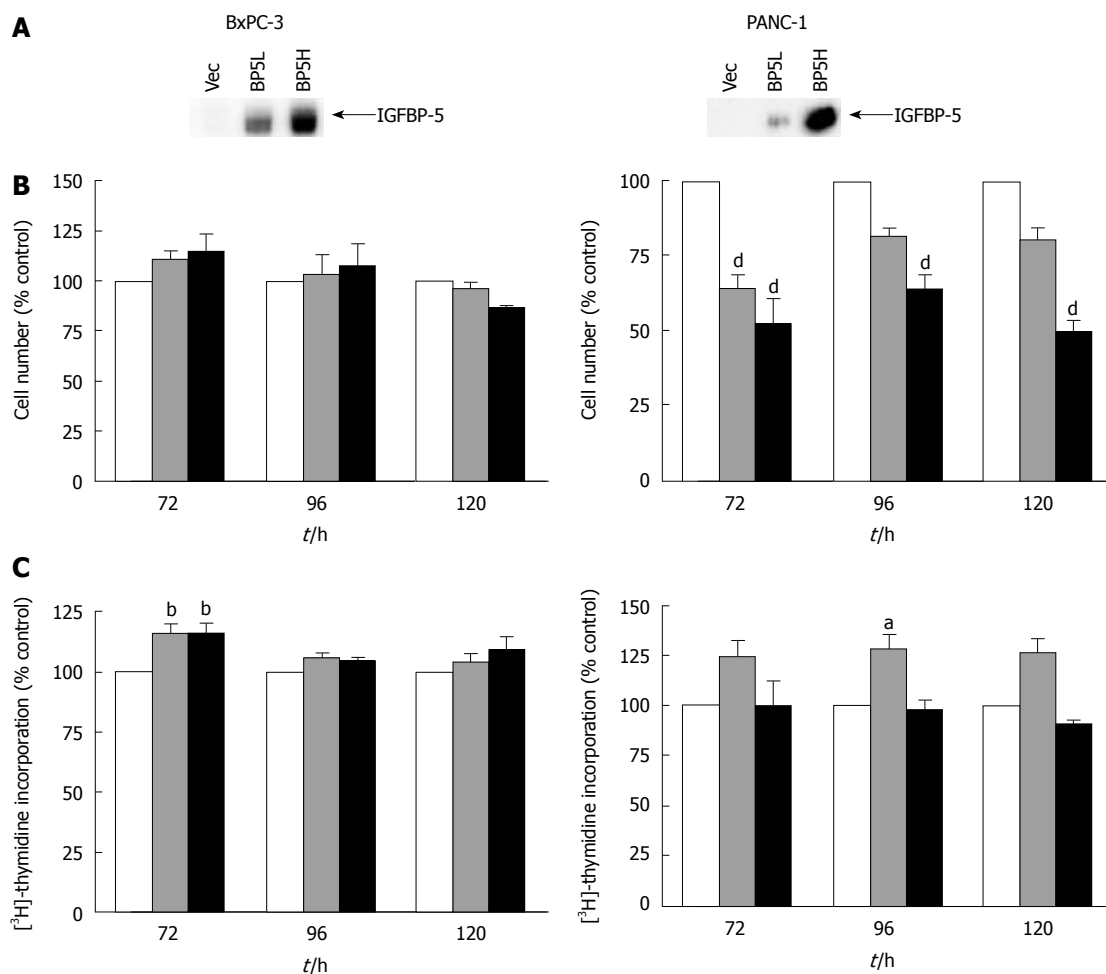 A
BxPC-3
PANC-1
Vec
BP5L
BP5H
IGFBP-5
Vec
BP5L
BP5H
IGFBP-5
B
Cell number (% control)
150
125
100
75
50
25
0
72 96 120
t/h
Cell number (% control)
100
75
50
25
0
d d d d
72 96 120
t/h
C
[³H]-thymidine incorporation (% control)
125
100
75
50
25
0
b b
72 96 120
t/h
[³H]-thymidine incorporation (% control)
150
125
100
75
50
25
0
a
72 96 120
t/h